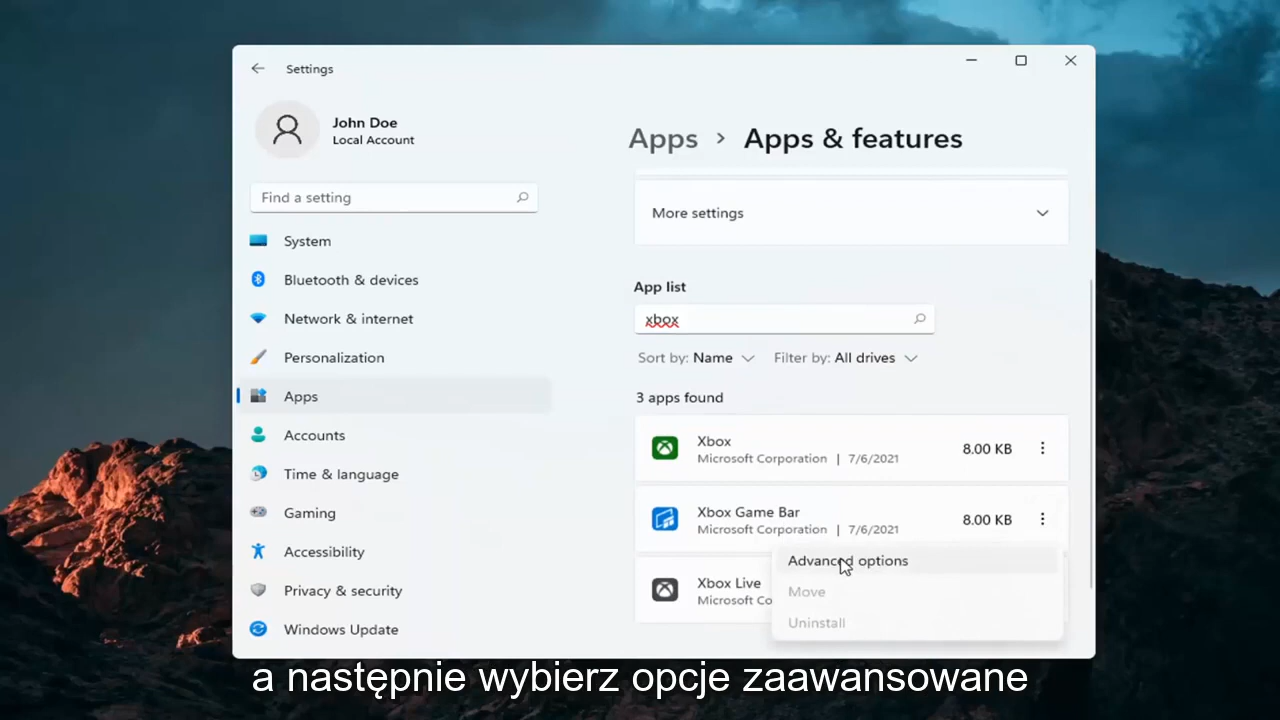 Settings
John Doe
Local Account
Find a setting
System
Bluetooth & devices
Network & internet
Personalization
Apps
Accounts
Time & language
Gaming
Accessibility
Privacy & security
Windows Update
Apps > Apps & features
More settings
App list
xbox
Sort by: Name Filter by: All drives
3 apps found
Xbox
Microsoft Corporation | 7/6/2021
8.00 KB
Xbox Game Bar
Microsoft Corporation | 7/6/2021
8.00 KB
Xbox Live
Microsoft Co
Advanced options
Move
Uninstall
a następnie wybierz opcje zaawansowane